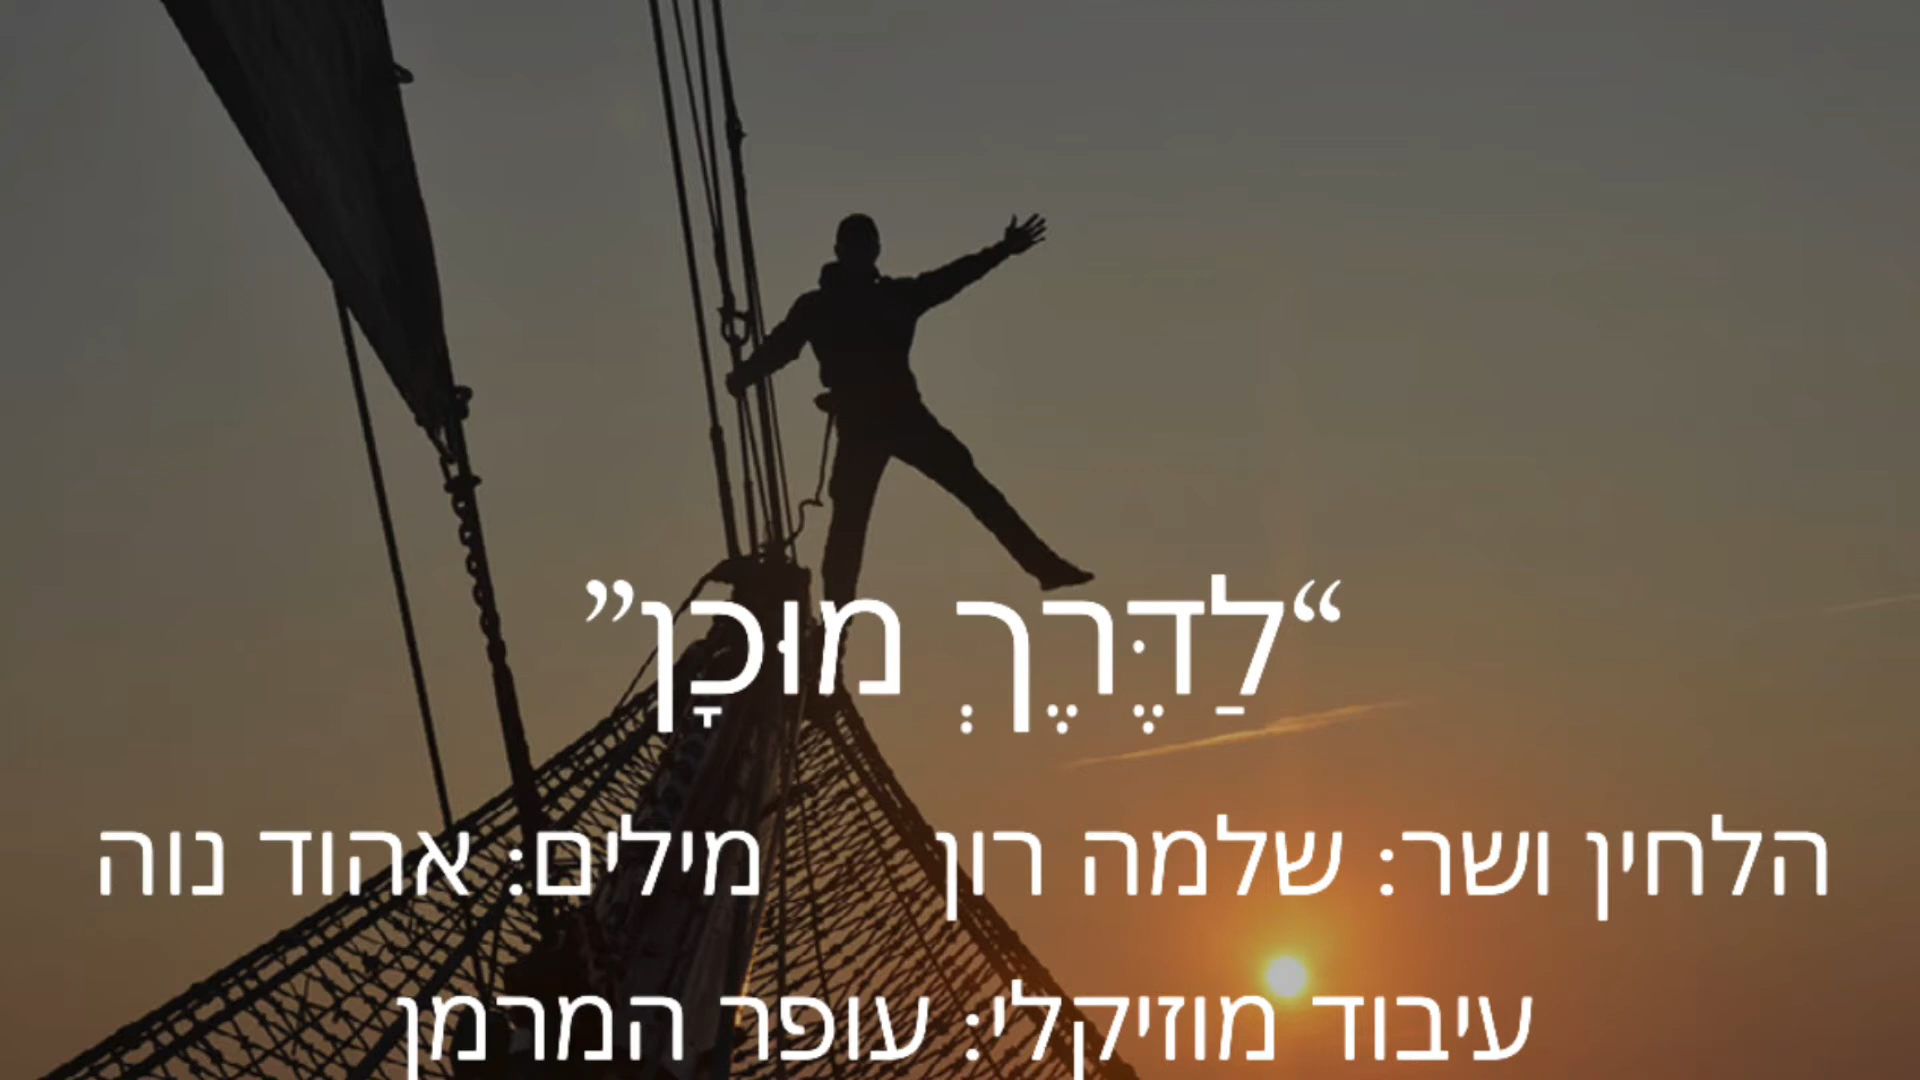 “לַדֶּרֶךְ מוּכָן”
הלחין ושר: שלמה רון מילים: אהוד נוה
עיבוד מוזיקלי: עופר המרמן